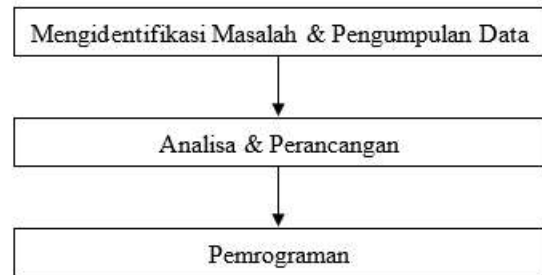 Mengidentifikasi Masalah & Pengumpulan Data
Analisa & Perancangan
Pemrograman